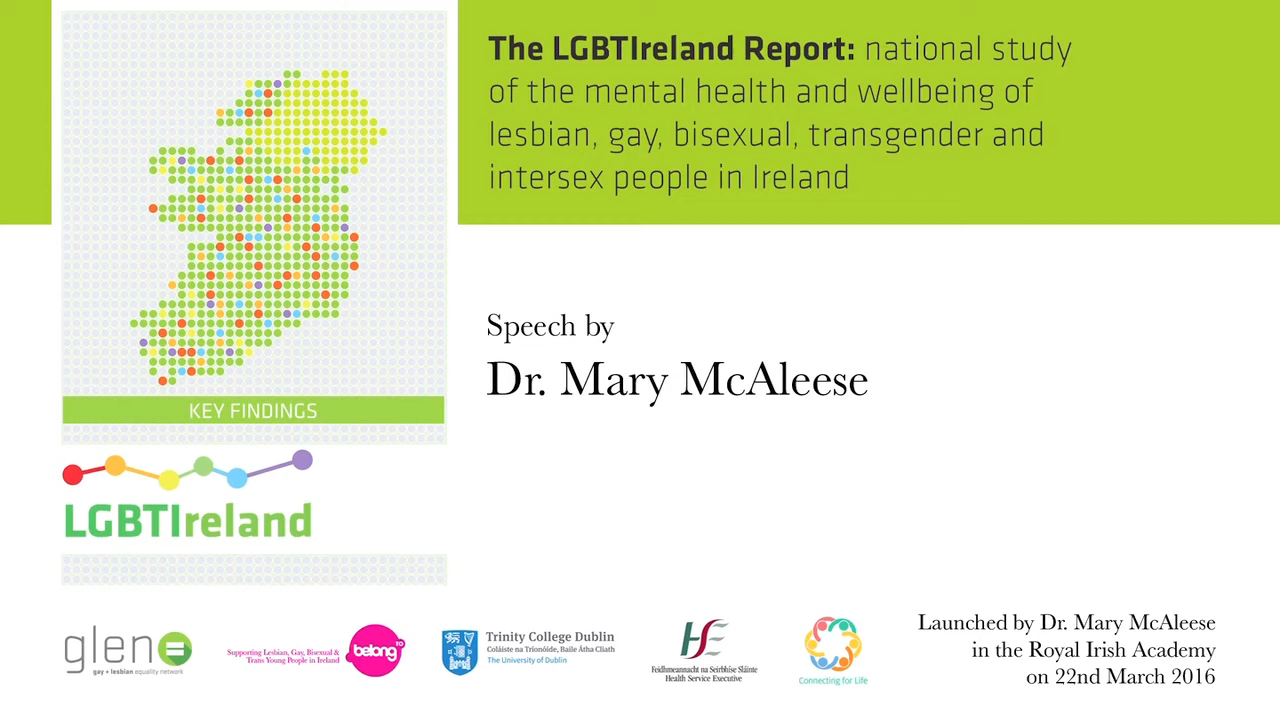 The LGBTIreland Report: national study
of the mental health and wellbeing of
lesbian, gay, bisexual, transgender and
intersex people in Ireland
Speech by
Dr. Mary McAleese
KEY FINDINGS
LGBTIreland
glen
gay + lesbian equality network
Supporting Lesbian, Gay, Bisexual &
Trans Young People in Ireland
belong TO
Trinity College Dublin
Coláiste na Tríonóide, Baile Átha Cliath
The University of Dublin
HE
Feidhmeannacht na Seirbhíse Sláinte
Health Service Executive
Connecting for Life
Launched by Dr. Mary McAleese
in the Royal Irish Academy
on 22nd March 2016